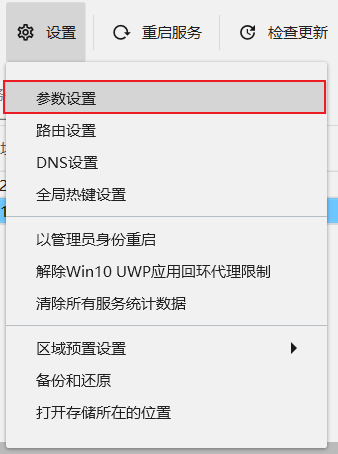 设置 重启服务 检查更新
参数设置
路由设置
DNS设置
全局热键设置
以管理员身份重启
解除Win10 UWP应用回环代理限制
清除所有服务统计数据
区域预置设置
备份和还原
打开存储所在的位置